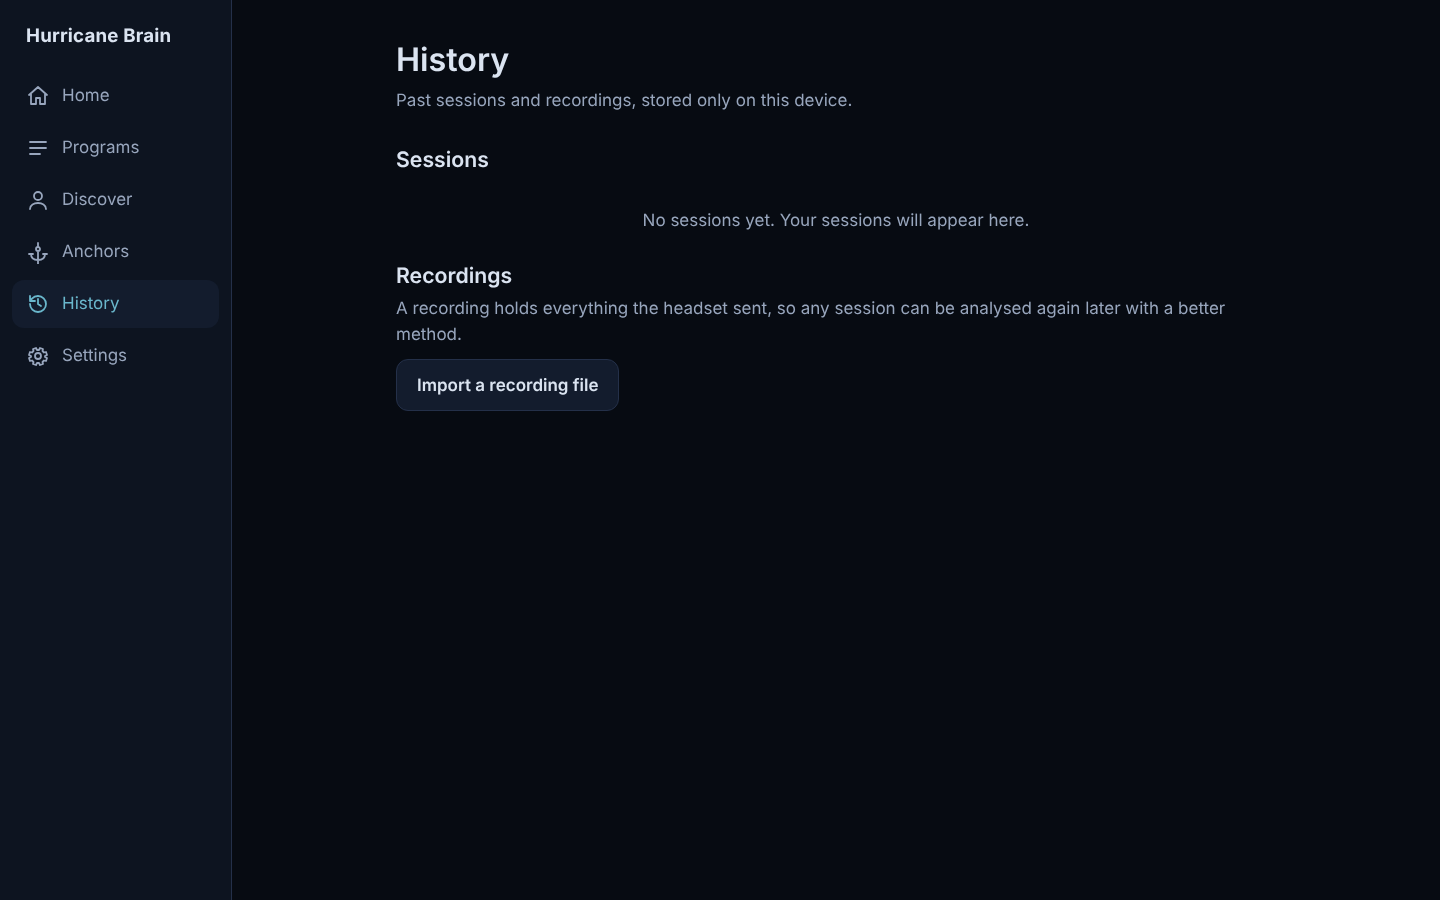 Hurricane Brain
Home
Programs
Discover
Anchors
History
Settings
History
Past sessions and recordings, stored only on this device.
Sessions
No sessions yet. Your sessions will appear here.
Recordings
A recording holds everything the headset sent, so any session can be analysed again later with a better
method.
Import a recording file